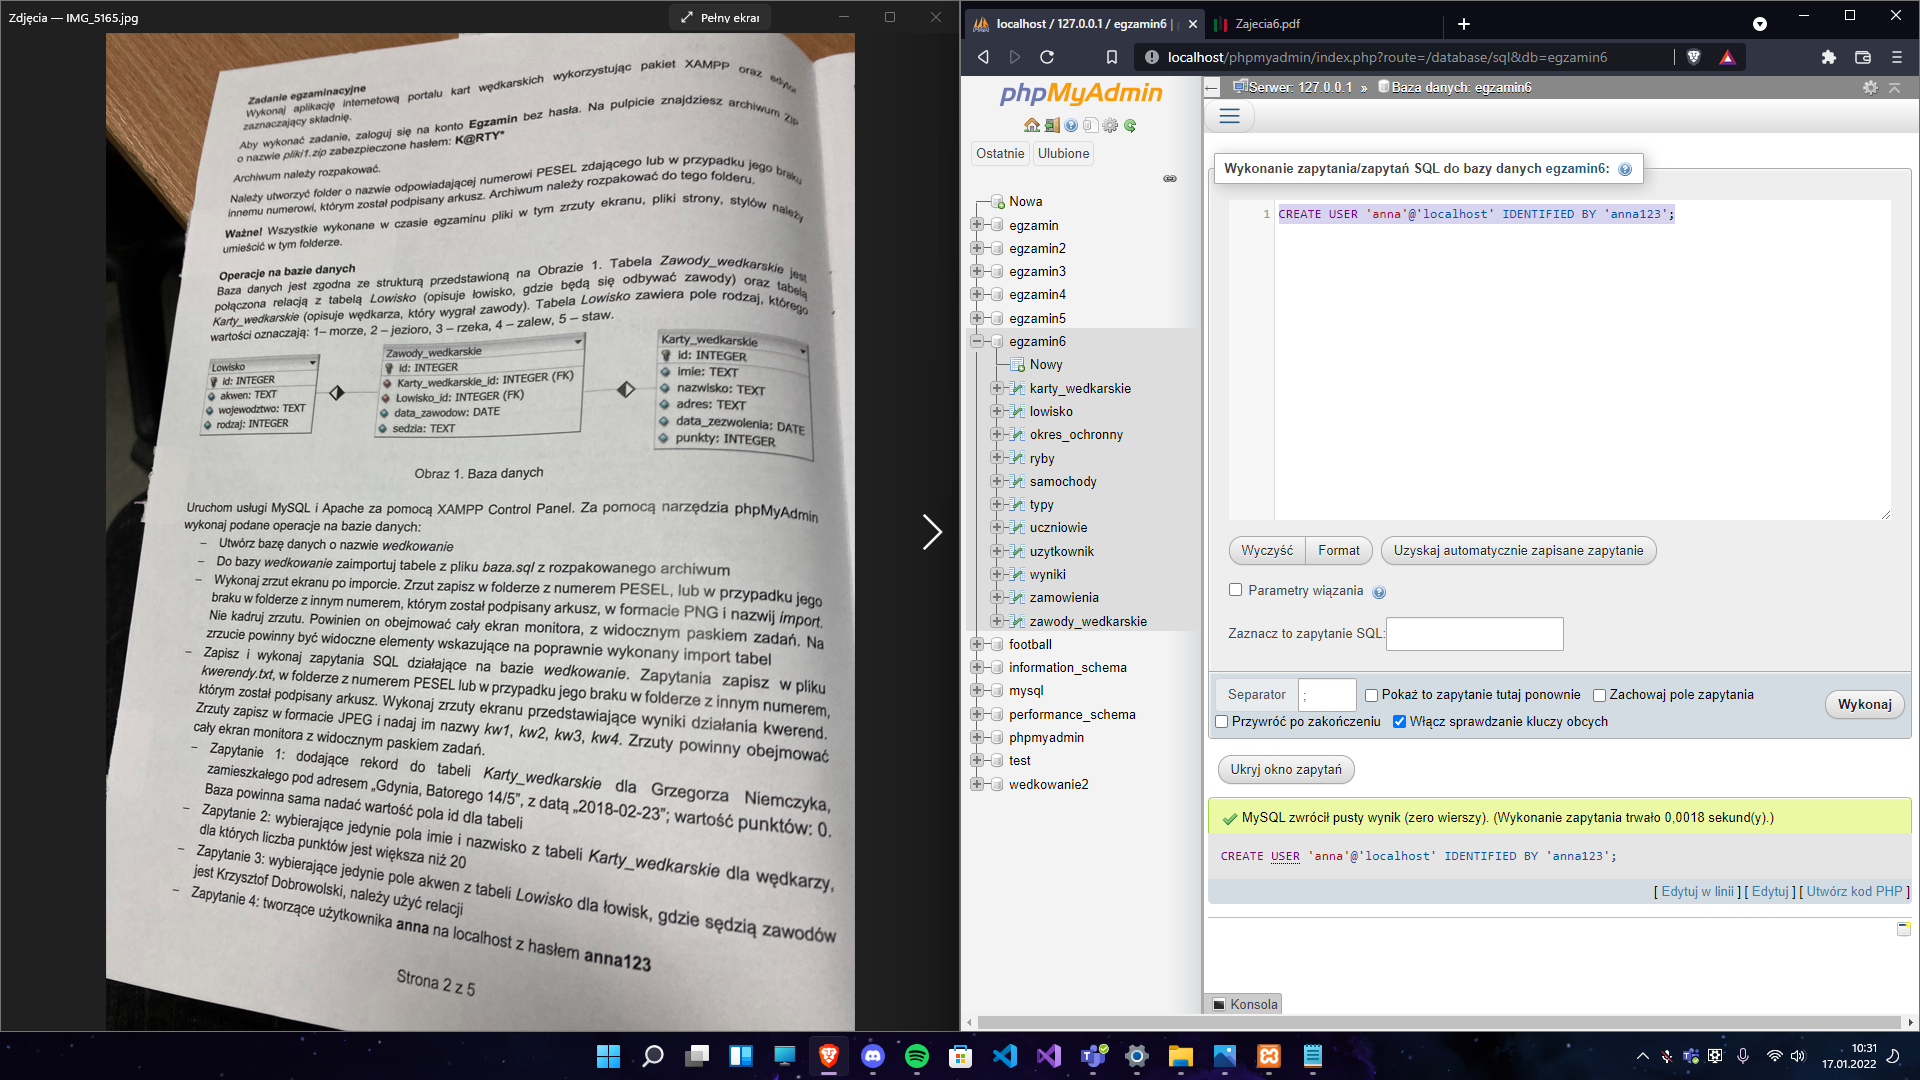 Zdjęcia — IMG_5165.jpg
Pełny ekran
Zadanie egzaminacyjne
Wykonaj aplikację internetową portalu kart wędkarskich wykorzystując pakiet XAMPP oraz edytor
zaznaczający składnię.
Aby wykonać zadanie, zaloguj się na konto Egzamin bez hasła. Na pulpicie znajdziesz archiwum ZIP
o nazwie pliki1.zip zabezpieczone hasłem: K@RTY*
Archiwum należy rozpakować.
Należy utworzyć folder o nazwie odpowiadającej numerowi PESEL zdającego lub w przypadku jego braku
innemu numerowi, którym został podpisany arkusz. Archiwum należy rozpakować do tego folderu.
Ważne! Wszystkie wykonane w czasie egzaminu pliki w tym zrzuty ekranu, pliki strony, stylów należy
umieścić w tym folderze.
Operacje na bazie danych
Baza danych jest zgodna ze strukturą przedstawioną na Obrazie 1. Tabela Zawody_wedkarskie jest
połączona relacją z tabelą Lowisko (opisuje łowisko, gdzie będą się odbywać zawody) oraz tabelą
Karty_wedkarskie (opisuje wędkarza, który wygrał zawody). Tabela Lowisko zawiera pole rodzaj, którego
wartości oznaczają: 1– morze, 2 – jezioro, 3 – rzeka, 4 – zalew, 5 – staw.
Lowisko
id: INTEGER
akwen: TEXT
wojewodztwo: TEXT
rodzaj: INTEGER
Zawody_wedkarskie
id: INTEGER
Karty_wedkarskie_id: INTEGER (FK)
Lowisko_id: INTEGER (FK)
data_zawodow: DATE
sedzia: TEXT
Karty_wedkarskie
id: INTEGER
imie: TEXT
nazwisko: TEXT
adres: TEXT
data_zezwolenia: DATE
punkty: INTEGER
Obraz 1. Baza danych
Uruchom usługi MySQL i Apache za pomocą XAMPP Control Panel. Za pomocą narzędzia phpMyAdmin
wykonaj podane operacje na bazie danych:
– Utwórz bazę danych o nazwie wedkowanie
– Do bazy wedkowanie zaimportuj tabele z pliku baza.sql z rozpakowanego archiwum
– Wykonaj zrzut ekranu po imporcie. Zrzut zapisz w folderze z numerem PESEL, lub w przypadku jego
braku w folderze z innym numerem, którym został podpisany arkusz, w formacie PNG i nazwij import.
Nie kadruj zrzutu. Powinien on obejmować cały ekran monitora, z widocznym paskiem zadań. Na
zrzucie powinny być widoczne elementy wskazujące na poprawnie wykonany import tabel
– Zapisz i wykonaj zapytania SQL działające na bazie wedkowanie. Zapytania zapisz w pliku
kwerendy.txt, w folderze z numerem PESEL lub w przypadku jego braku w folderze z innym numerem,
którym został podpisany arkusz. Wykonaj zrzuty ekranu przedstawiające wyniki działania kwerend.
Zrzuty zapisz w formacie JPEG i nadaj im nazwy kw1, kw2, kw3, kw4. Zrzuty powinny obejmować
cały ekran monitora z widocznym paskiem zadań.
– Zapytanie 1: dodające rekord do tabeli Karty_wedkarskie dla Grzegorza Niemczyka,
zamieszkałego pod adresem „Gdynia, Batorego 14/5”, z datą „2018-02-23”; wartość punktów: 0.
Baza powinna sama nadać wartość pola id dla tabeli
– Zapytanie 2: wybierające jedynie pola imie i nazwisko z tabeli Karty_wedkarskie dla wędkarzy,
dla których liczba punktów jest większa niż 20
– Zapytanie 3: wybierające jedynie pole akwen z tabeli Lowisko dla łowisk, gdzie sędzią zawodów
jest Krzysztof Dobrowolski, należy użyć relacji
– Zapytanie 4: tworzące użytkownika anna na localhost z hasłem anna123
Strona 2 z 5
localhost / 127.0.0.1 / egzamin6 |
Zajecia6.pdf
localhost/phpmyadmin/index.php?route=/database/sql&db=egzamin6
phpMyAdmin
Ostatnie
Ulubione
Nowa
egzamin
egzamin2
egzamin3
egzamin4
egzamin5
egzamin6
Nowy
karty_wedkarskie
lowisko
okres_ochronny
ryby
samochody
typy
uczniowie
uzytkownik
wyniki
zamowienia
zawody_wedkarskie
football
information_schema
mysql
performance_schema
phpmyadmin
test
wedkowanie2
Serwer: 127.0.0.1 » Baza danych: egzamin6
Wykonanie zapytania/zapytań SQL do bazy danych egzamin6:
1 CREATE USER 'anna'@'localhost' IDENTIFIED BY 'anna123';
Wyczyść
Format
Uzyskaj automatycznie zapisane zapytanie
Parametry wiązania
Zaznacz to zapytanie SQL:
Separator ;
Pokaż to zapytanie tutaj ponownie
Zachowaj pole zapytania
Przywróć po zakończeniu
Włącz sprawdzanie kluczy obcych
Wykonaj
Ukryj okno zapytań
MySQL zwrócił pusty wynik (zero wierszy). (Wykonanie zapytania trwało 0,0018 sekund(y).)
CREATE USER 'anna'@'localhost' IDENTIFIED BY 'anna123';
[ Edytuj w linii ] [ Edytuj ] [ Utwórz kod PHP ]
Konsola
10:31
17.01.2022